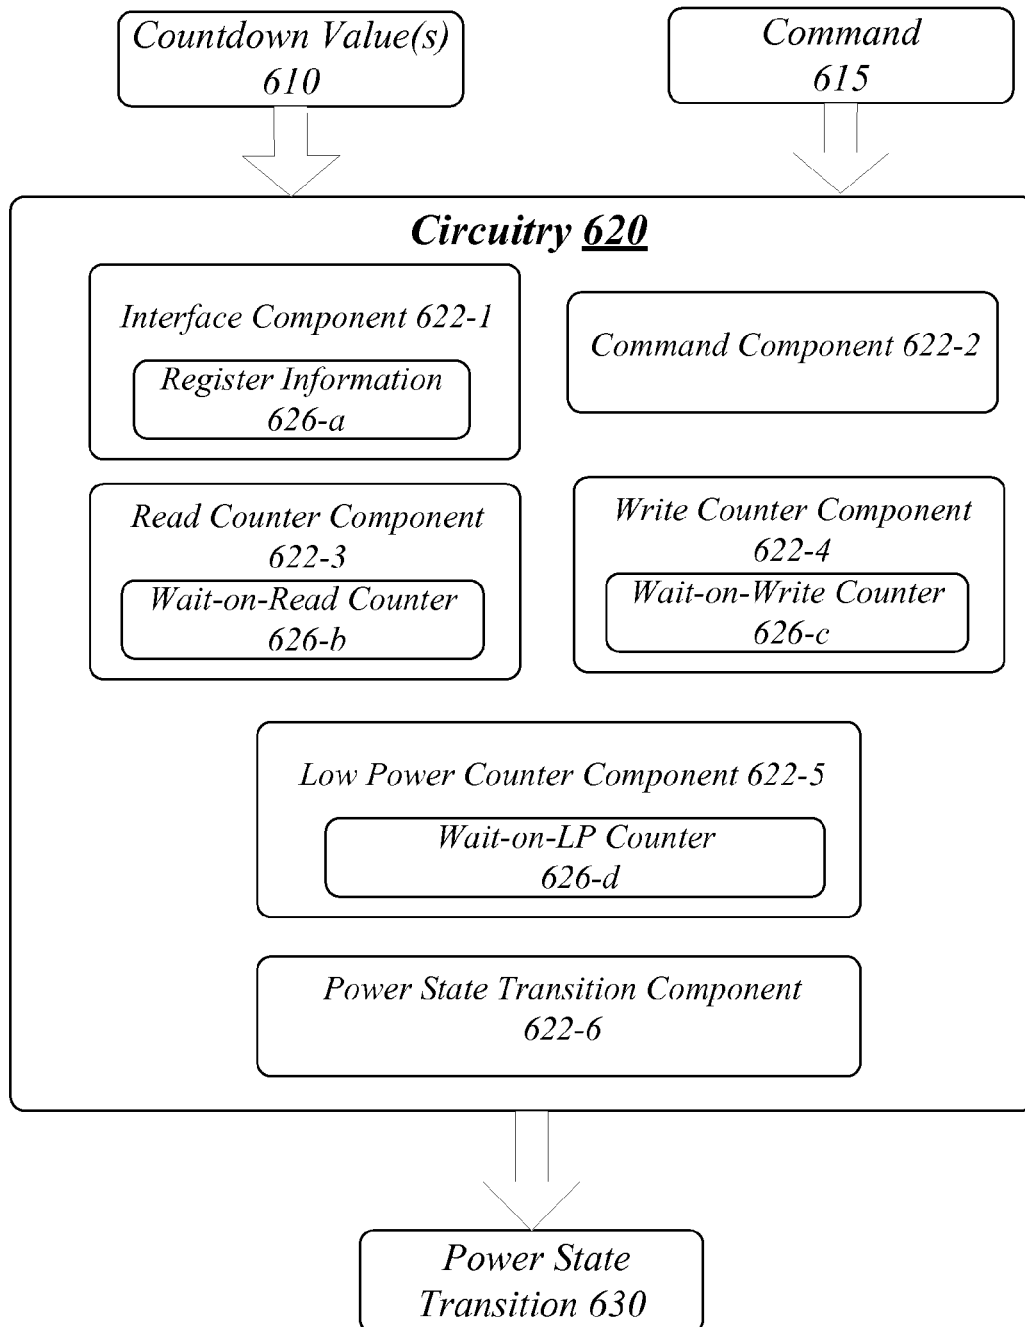 Countdown Value(s)
610
Command
615
Circuitry 620
Interface Component 622-1
Register Information
626-a
Command Component 622-2
Read Counter Component
622-3
Wait-on-Read Counter
626-b
Write Counter Component
622-4
Wait-on-Write Counter
626-c
Low Power Counter Component 622-5
Wait-on-LP Counter
626-d
Power State Transition Component
622-6
Power State
Transition 630